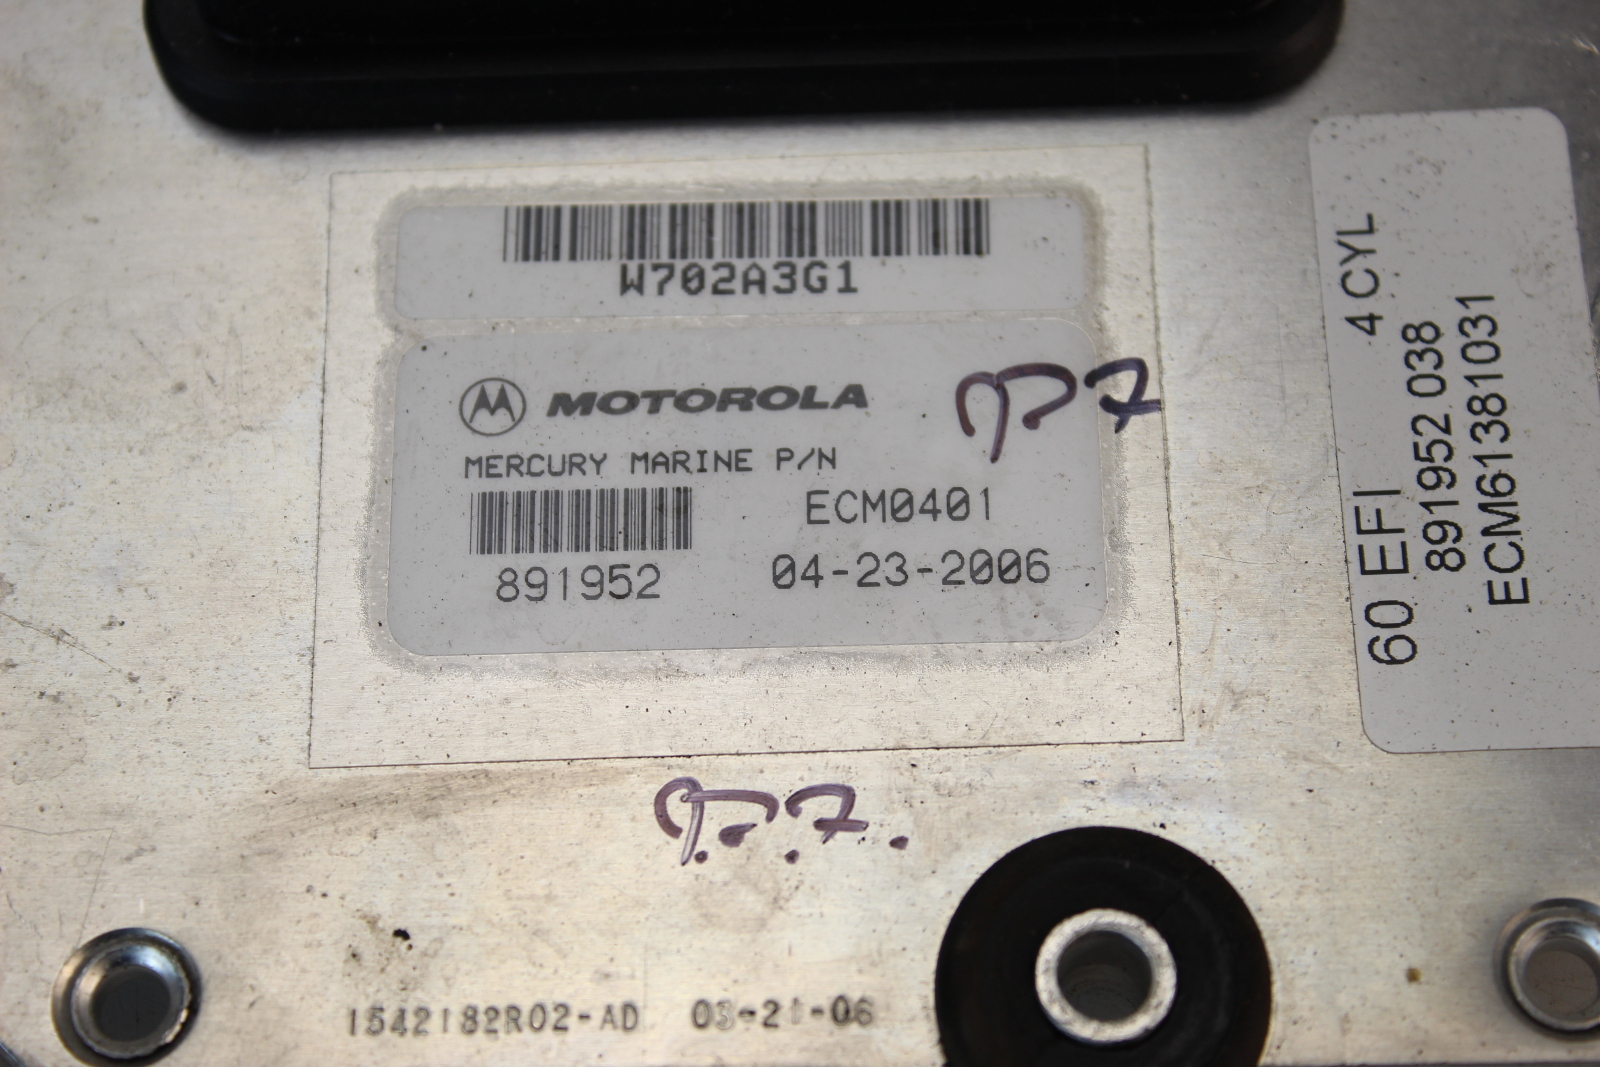 W702A3G1
MOTOROLA
MERCURY MARINE P/N
ECM0401
891952
04-23-2006
60 EFI 4 CYL
891952 038
ECM61381031
1542182R02-AD 03-21-06